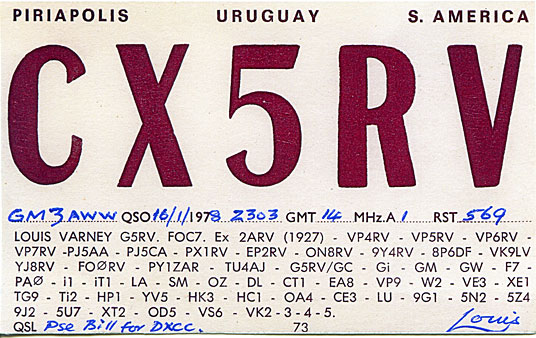 PIRIAPOLIS URUGUAY S. AMERICA
CX5RV
GM3AWW QSO 16/1/1978 2303 GMT 14 MHz. A1 RST 569
LOUIS VARNEY G5RV. FOC7. Ex 2ARV (1927) - VP4RV - VP5RV - VP6RV -
VP7RV - PJ5AA - PJ5CA - PX1RV - EP2RV - ON8RV - 9Y4RV - 8P6DF - VK9LV
YJ8RV - FOØRV - PY1ZAR - TU4AJ - G5RV/GC - Gi - GM - GW - F7 -
PAØ - i1 - iT1 - LA - SM - OZ - DL - CT1 - EA8 - VP9 - W2 - VE3 - XE1
TG9 - Ti2 - HP1 - YV5 - HK3 - HC1 - OA4 - CE3 - LU - 9G1 - 5N2 - 5Z4
9J2 - 5U7 - XT2 - OD5 - VS6 - VK2 - 3 - 4 - 5.
QSL Pse Bill for DXCC. 73 Louis